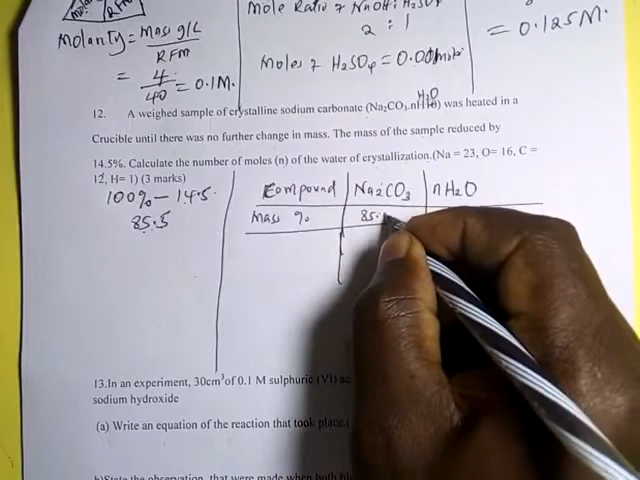 Mole Ratio of NaOH : H2SO4
2 : 1
Moles of H2SO4 = 0.001moles
= 0.125M.
Molarity = Mass g/L
RFM
= 4
40 = 0.1M.
H2O
12. A weighed sample of crystalline sodium carbonate (Na2CO3.nH2O) was heated in a
Crucible until there was no further change in mass. The mass of the sample reduced by
14.5%. Calculate the number of moles (n) of the water of crystallization.(Na = 23, O= 16, C =
12, H= 1) (3 marks)
100% - 14.5
85.5
Compound Na2CO3 nH2O
Mass % 85.
13.In an experiment, 30cm3of 0.1 M sulphuric (VI)
sodium hydroxide
(a) Write an equation of the reaction that took place.
b)State the observation, that were made when both